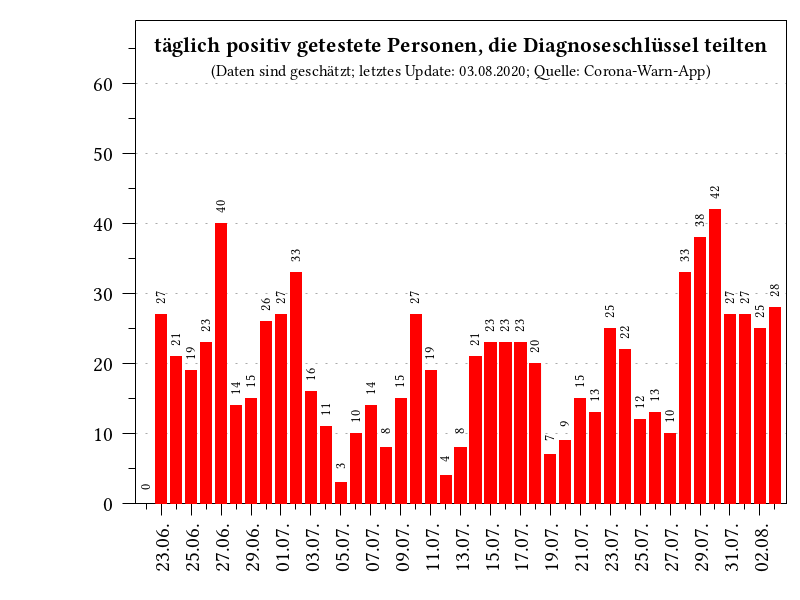 täglich positiv getestete Personen, die Diagnoseschlüssel teilten
(Daten sind geschätzt; letztes Update: 03.08.2020; Quelle: Corona-Warn-App)
60
50
40
30
20
10
0
0 27 21 19 23 40 14 15 26 27 33 16 11 3 10 14 8 15 27 19 4 8 21 23 23 23 20 7 9 15 13 25 22 12 13 10 33 38 42 27 27 25 28
23.06. 25.06. 27.06. 29.06. 01.07. 03.07. 05.07. 07.07. 09.07. 11.07. 13.07. 15.07. 17.07. 19.07. 21.07. 23.07. 25.07. 27.07. 29.07. 31.07. 02.08.